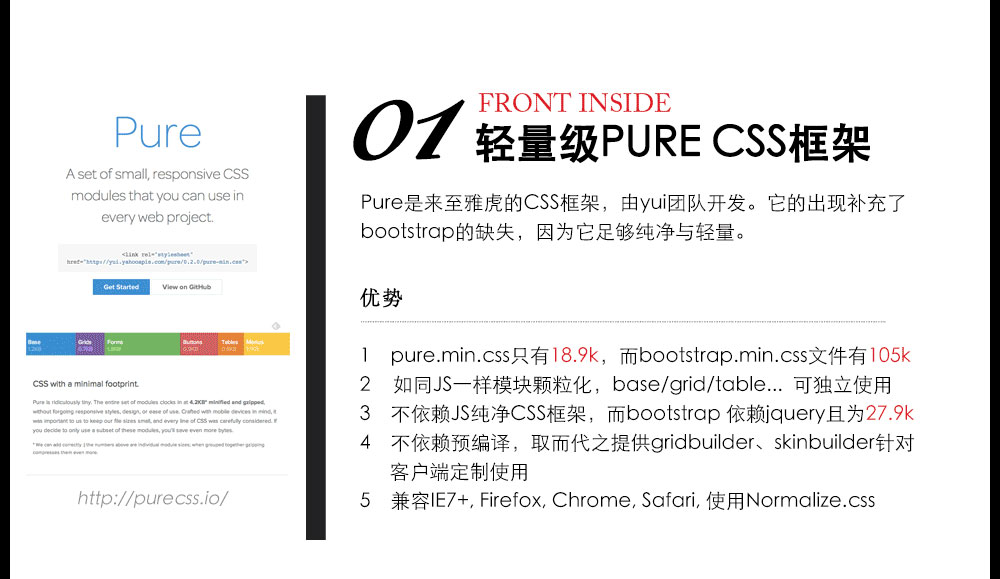 Pure
A set of small, responsive CSS
modules that you can use in
every web project.
<link rel="stylesheet"
href="http://yui.yahooapis.com/pure/0.2.0/pure-min.css">
Get Started
View on GitHub
Base
Grids
Forms
Buttons
Tables
Menus
CSS with a minimal footprint.
Pure is ridiculously tiny. The entire set of modules clocks in at 4.2KB* minified and gzipped,
without forgoing responsive styles, design, or ease of use. Crafted with mobile devices in mind, it
was important to us to keep our file sizes small, and every line of CSS was carefully considered. If
you decide to only use a subset of these modules, you'll save even more bytes.
* We can add correctly :) the numbers above are individual module sizes; when grouped together gzipping
compresses them even more.
http://purecss.io/
01
FRONT INSIDE
轻量级PURE CSS框架
Pure是来至雅虎的CSS框架，由yui团队开发。它的出现补充了
bootstrap的缺失，因为它足够纯净与轻量。
优势
1 pure.min.css只有18.9k，而bootstrap.min.css文件有105k
2 如同JS一样模块颗粒化，base/grid/table... 可独立使用
3 不依赖JS纯净CSS框架，而bootstrap 依赖jquery且为27.9k
4 不依赖预编译，取而代之提供gridbuilder、skinbuilder针对
客户端定制使用
5 兼容IE7+, Firefox, Chrome, Safari, 使用Normalize.css